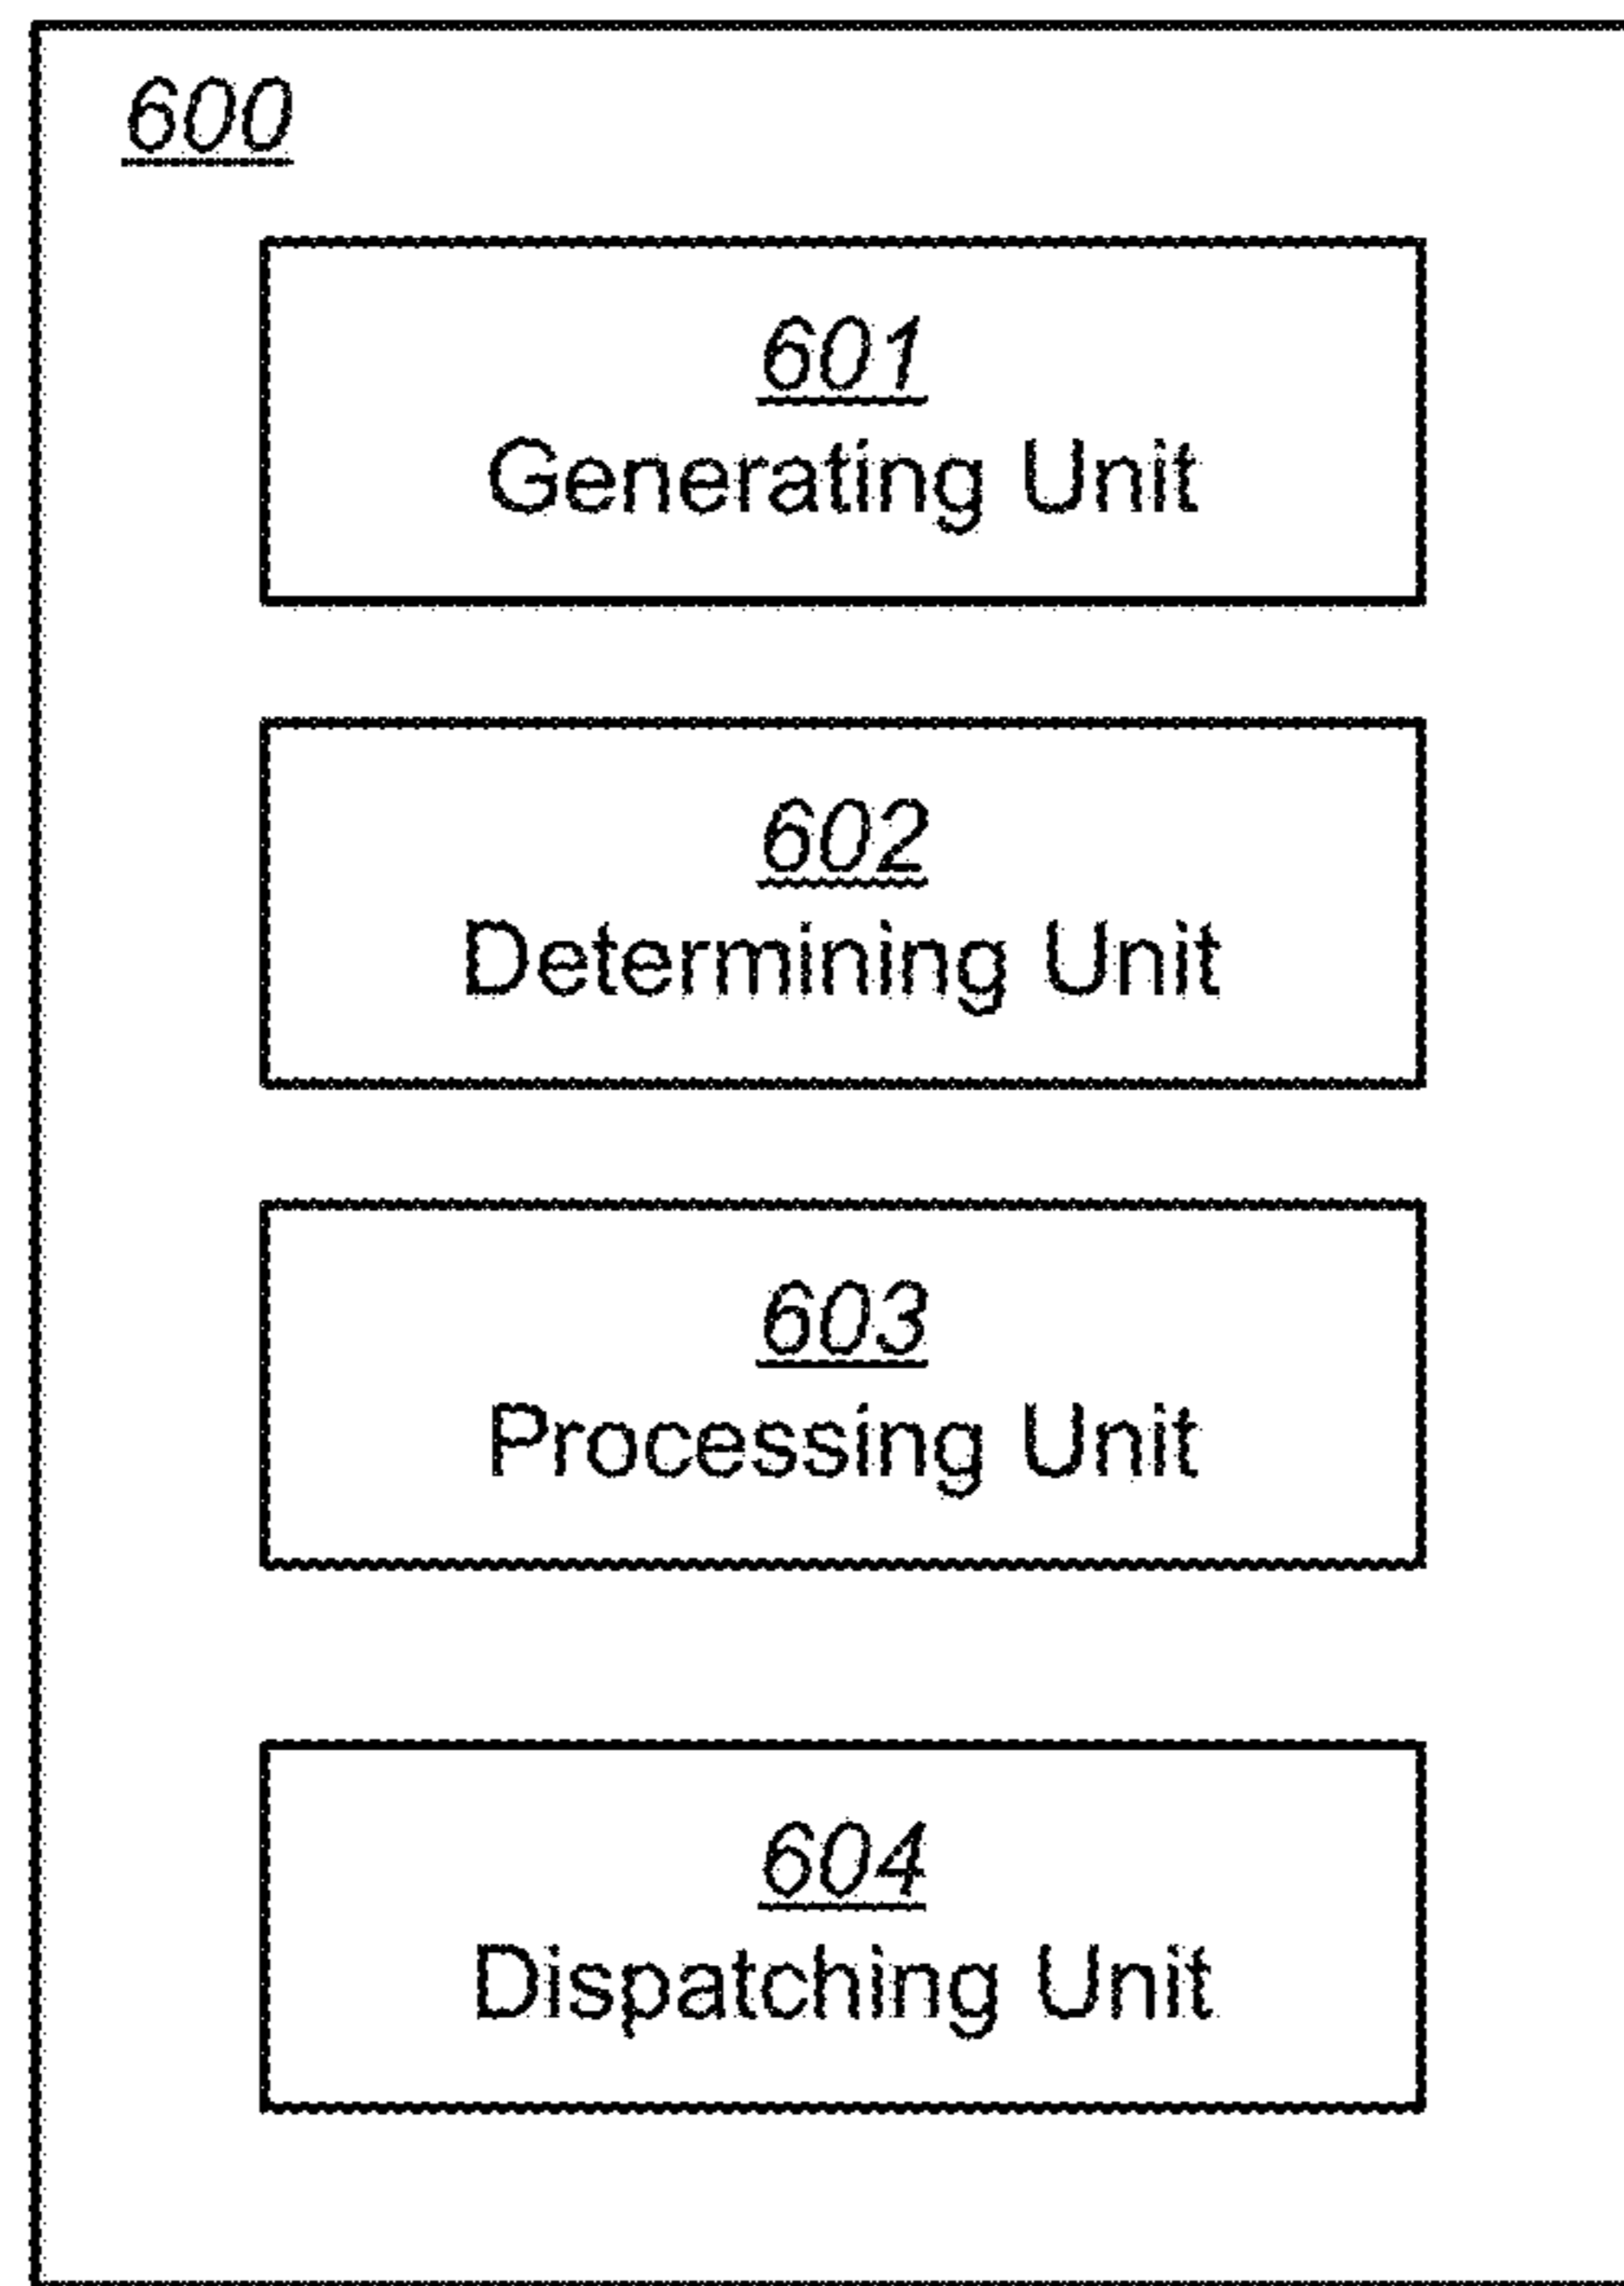 600
601
Generating Unit
602
Determining Unit
603
Processing Unit
604
Dispatching Unit